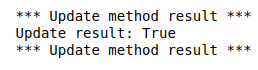 *** Update method result ***
Update result: True
*** Update method result ***